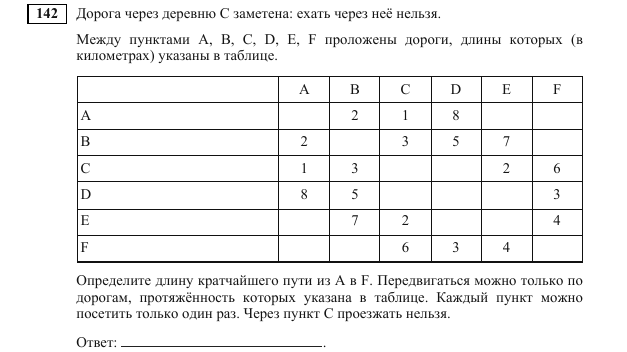 142 Дорога через деревню С заметена: ехать через неё нельзя.
Между пунктами A, B, C, D, E, F проложены дороги, длины которых (в
километрах) указаны в таблице.
A B C D E F
A 2 1 8
B 2 3 5 7
C 1 3 2 6
D 8 5 3
E 7 2 4
F 6 3 4
Определите длину кратчайшего пути из A в F. Передвигаться можно только по
дорогам, протяжённость которых указана в таблице. Каждый пункт можно
посетить только один раз. Через пункт С проезжать нельзя.
Ответ: ___________________________.